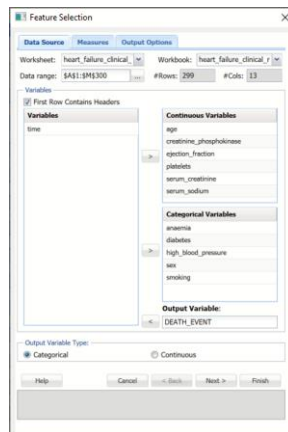 Feature Selection
Data Source Measures Output Options
Worksheet: heart_failure_clinical_ Workbook: heart_failure_clinical_r
Data range: $A$1:$M$300 ... #Rows: 299 #Cols: 13
Variables
First Row Contains Headers
Variables
time
Continuous Variables
age
creatinine_phosphokinase
ejection_fraction
platelets
serum_creatinine
serum_sodium
>
Categorical Variables
anaemia
diabetes
high_blood_pressure
sex
smoking
>
Output Variable:
< DEATH_EVENT
Output Variable Type:
Categorical Continuous
Help Cancel < Back Next > Finish